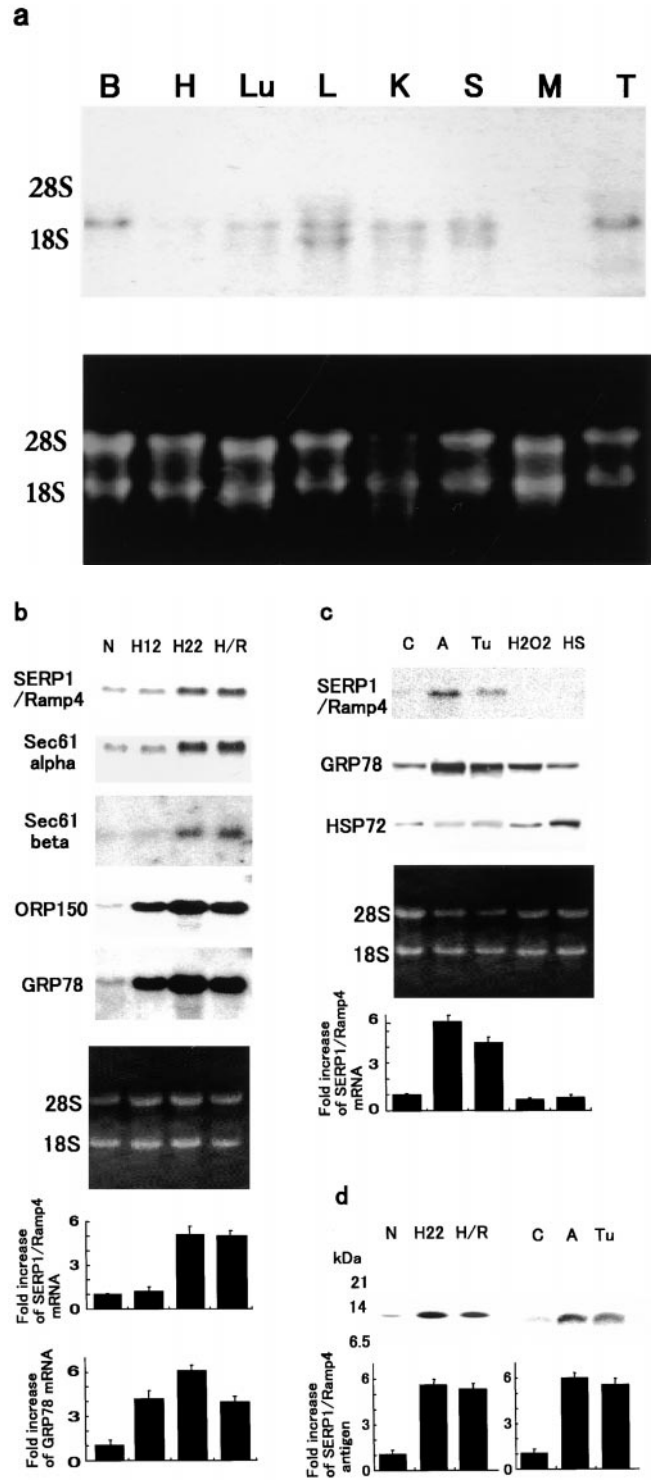 a
B H Lu L K S M T
28S
18S
28S
18S
b
N H12 H22 H/R
SERP1
/Ramp4
Sec61
alpha
Sec61
beta
ORP150
GRP78
28S
18S
Fold increase
of SERP1/Ramp4
mRNA
6
3
0
Fold increase
of GRP78 mRNA
6
3
0
c
C A Tu H2O2 HS
SERP1
/Ramp4
GRP78
HSP72
28S
18S
Fold increase
of SERP1/Ramp4
mRNA
6
3
0
d
N H22 H/R C A Tu
kDa
21
14
6.5
Fold increase
of SERP1/Ramp4
antigen
6
3
0
6
3
0